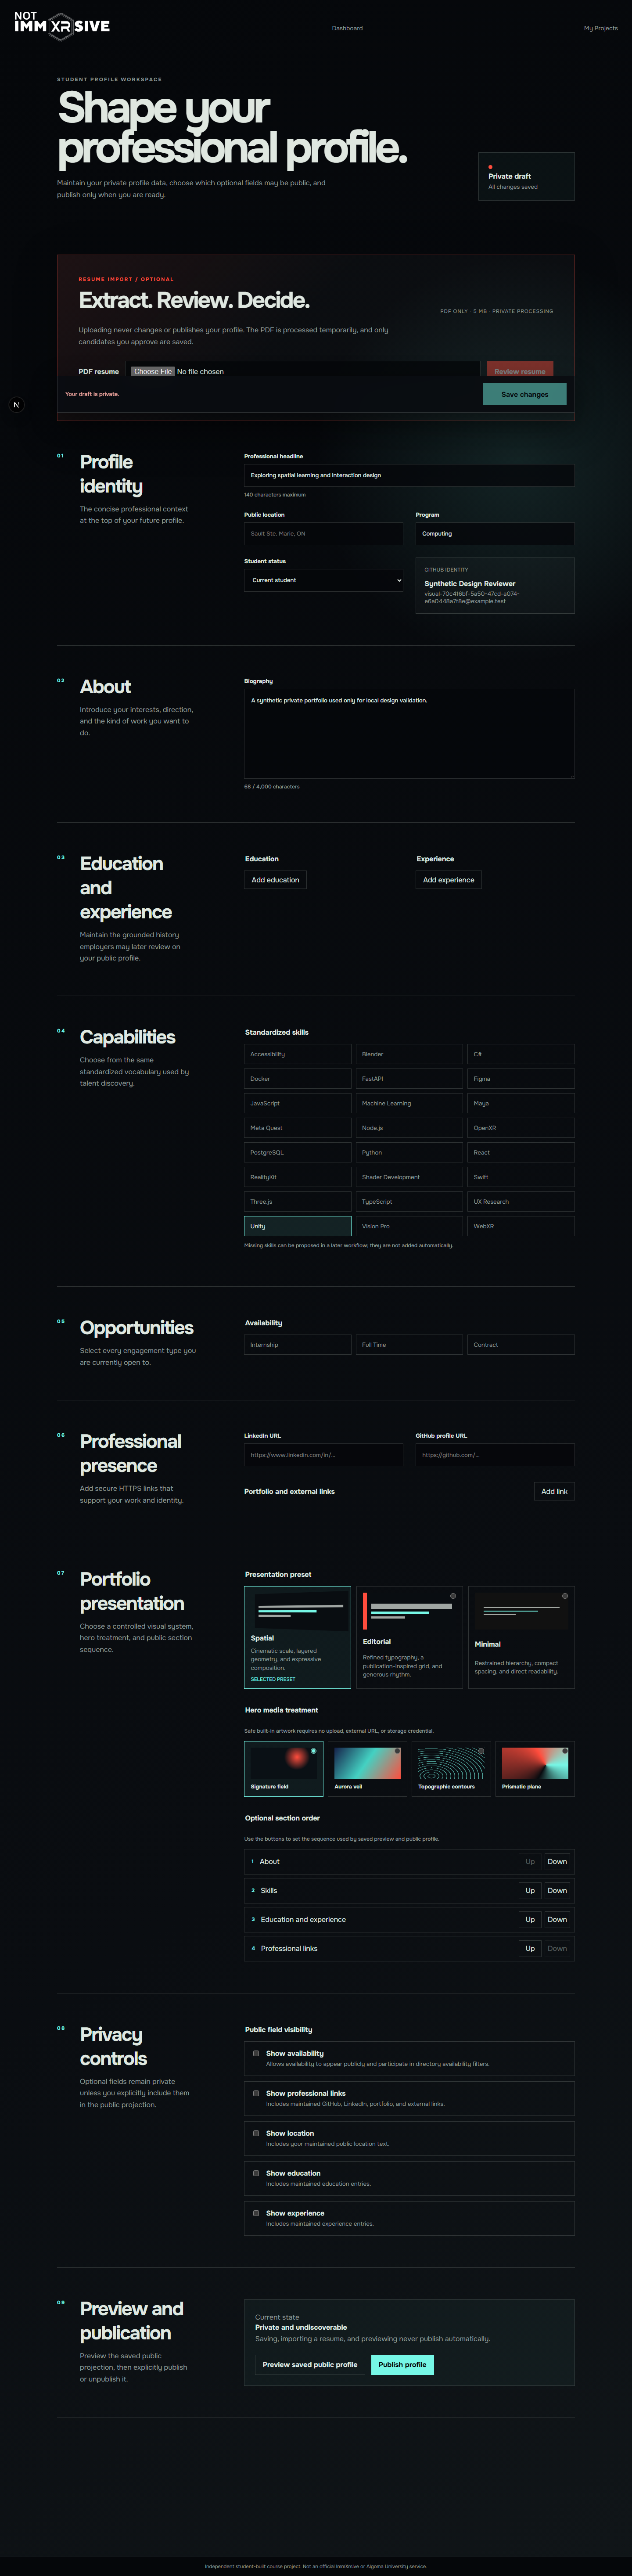 NOT
IMMXRSIVE
Dashboard
My Projects
STUDENT PROFILE WORKSPACE
Shape your
professional profile.
Maintain your private profile data, choose which optional fields may be public, and
publish only when you are ready.
Private draft
All changes saved
RESUME IMPORT / OPTIONAL
Extract. Review. Decide.
PDF ONLY · 5 MB · PRIVATE PROCESSING
Uploading never changes or publishes your profile. The PDF is processed temporarily, and only
candidates you approve are saved.
PDF resume
Choose File No file chosen
Review resume
Your draft is private.
Save changes
N
01
Profile
identity
The concise professional context
at the top of your future profile.
Professional headline
Exploring spatial learning and interaction design
140 characters maximum
Public location
Sault Ste. Marie, ON
Program
Computing
Student status
Current student
GITHUB IDENTITY
Synthetic Design Reviewer
visual-70c416bf-5a50-47cd-a074-
e6a0448a7f8e@example.test
02
About
Introduce your interests, direction,
and the kind of work you want to
do.
Biography
A synthetic private portfolio used only for local design validation.
68 / 4,000 characters
03
Education
and
experience
Maintain the grounded history
employers may later review on
your public profile.
Education
Add education
Experience
Add experience
04
Capabilities
Choose from the same
standardized vocabulary used by
talent discovery.
Standardized skills
Accessibility
Blender
C#
Docker
FastAPI
Figma
JavaScript
Machine Learning
Maya
Meta Quest
Node.js
OpenXR
PostgreSQL
Python
React
RealityKit
Shader Development
Swift
Three.js
TypeScript
UX Research
Unity
Vision Pro
WebXR
Missing skills can be proposed in a later workflow; they are not added automatically.
05
Opportunities
Select every engagement type you
are currently open to.
Availability
Internship
Full Time
Contract
06
Professional
presence
Add secure HTTPS links that
support your work and identity.
LinkedIn URL
https://www.linkedin.com/in/...
GitHub profile URL
https://github.com/...
Portfolio and external links
Add link
07
Portfolio
presentation
Choose a controlled visual system,
hero treatment, and public section
sequence.
Presentation preset
Spatial
Cinematic scale, layered
geometry, and expressive
composition.
SELECTED PRESET
Editorial
Refined typography, a
publication-inspired grid, and
generous rhythm.
Minimal
Restrained hierarchy, compact
spacing, and direct readability.
Hero media treatment
Safe built-in artwork requires no upload, external URL, or storage credential.
Signature field
Aurora veil
Topographic contours
Prismatic plane
Optional section order
Use the buttons to set the sequence used by saved preview and public profile.
1 About
Up
Down
2 Skills
Up
Down
3 Education and experience
Up
Down
4 Professional links
Up
Down
08
Privacy
controls
Optional fields remain private
unless you explicitly include them
in the public projection.
Public field visibility
Show availability
Allows availability to appear publicly and participate in directory availability filters.
Show professional links
Includes maintained GitHub, LinkedIn, portfolio, and external links.
Show location
Includes your maintained public location text.
Show education
Includes maintained education entries.
Show experience
Includes maintained experience entries.
09
Preview and
publication
Preview the saved public
projection, then explicitly publish
or unpublish it.
Current state
Private and undiscoverable
Saving, importing a resume, and previewing never publish automatically.
Preview saved public profile
Publish profile
Independent student-built course project. Not an official ImmXrsive or Algoma University service.